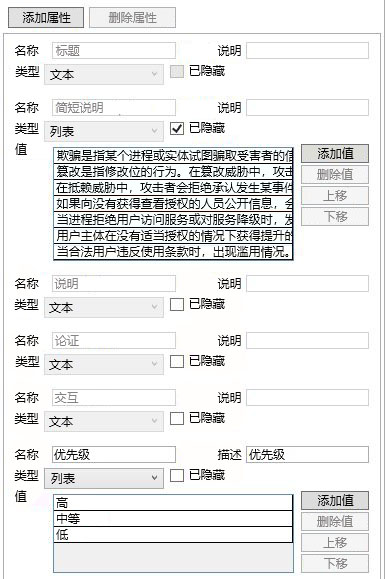 添加属性 删除属性
名称 标题 说明
类型 文本 已隐藏
名称 简短说明 说明
类型 列表 已隐藏
值 欺骗是指某个进程或实体试图骗取受害者的信 添加值
篡改是指修改位的行为。在篡改威胁中，攻击 删除值
在抵赖威胁中，攻击者会拒绝承认发生某事件 上移
如果向没有获得查看授权的人员公开信息，会
当进程拒绝用户访问服务或对服务降级时，发 下移
用户主体在没有适当授权的情况下获得提升的
当合法用户违反使用条款时，出现滥用情况。
名称 说明 说明
类型 文本 已隐藏
名称 论证 说明
类型 文本 已隐藏
名称 交互 说明
类型 文本 已隐藏
名称 优先级 描述 优先级
类型 列表 已隐藏
值 高 添加值
中等 删除值
低 上移
下移